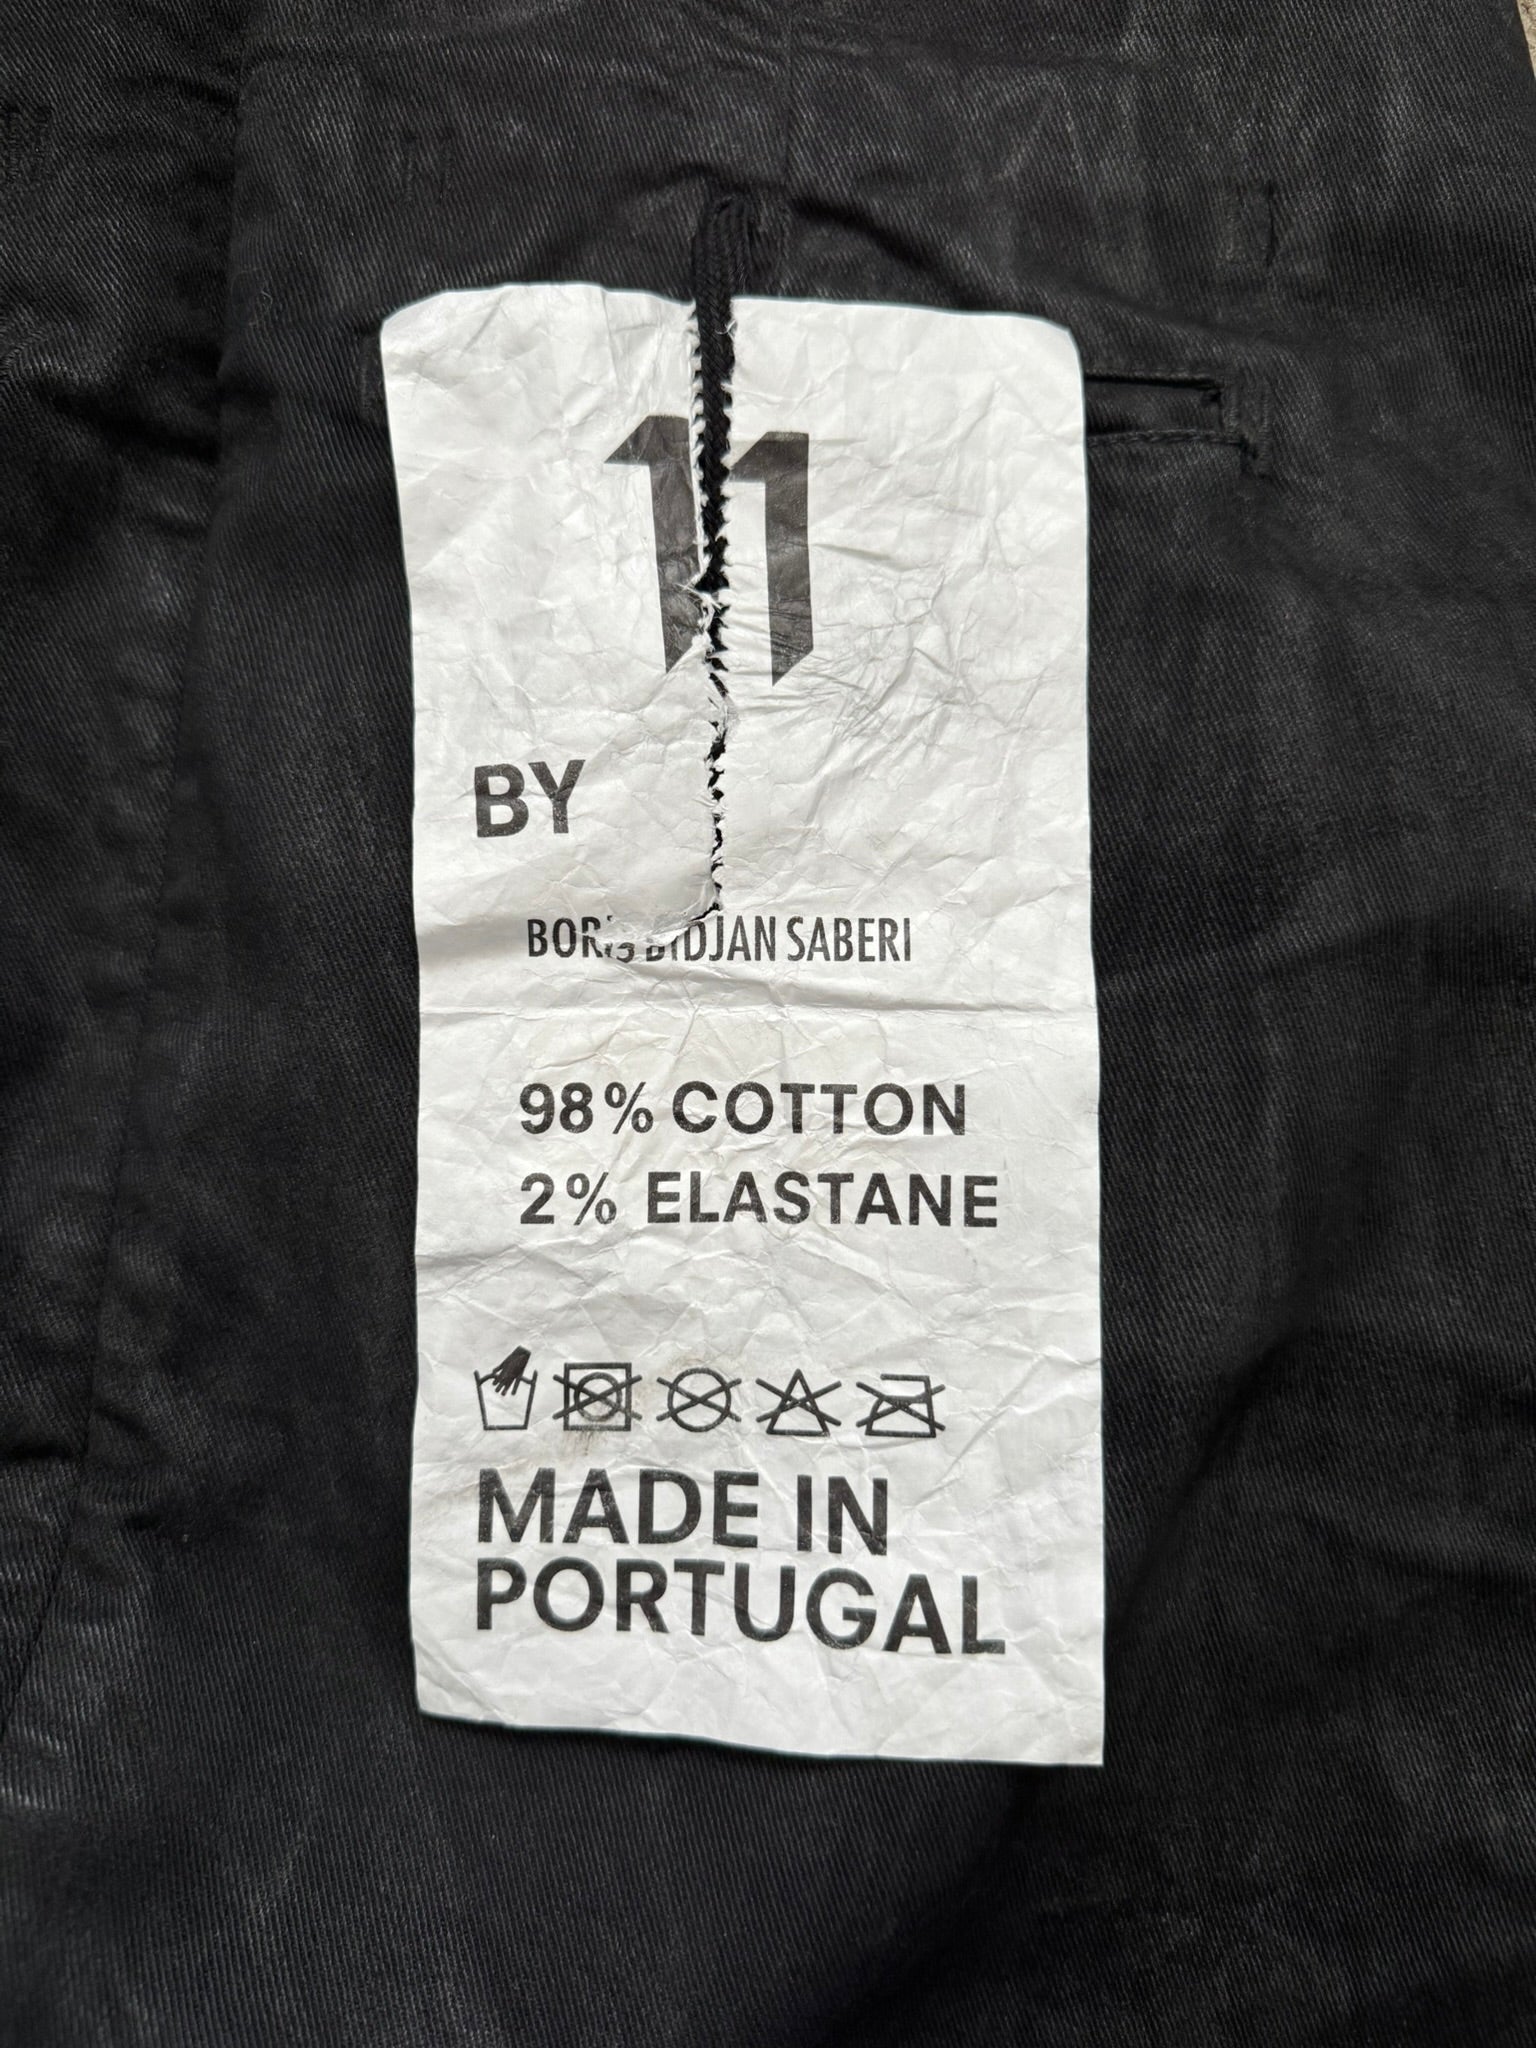 11
BY
BORIS BIDJAN SABERI
98% COTTON
2% ELASTANE
MADE IN
PORTUGAL